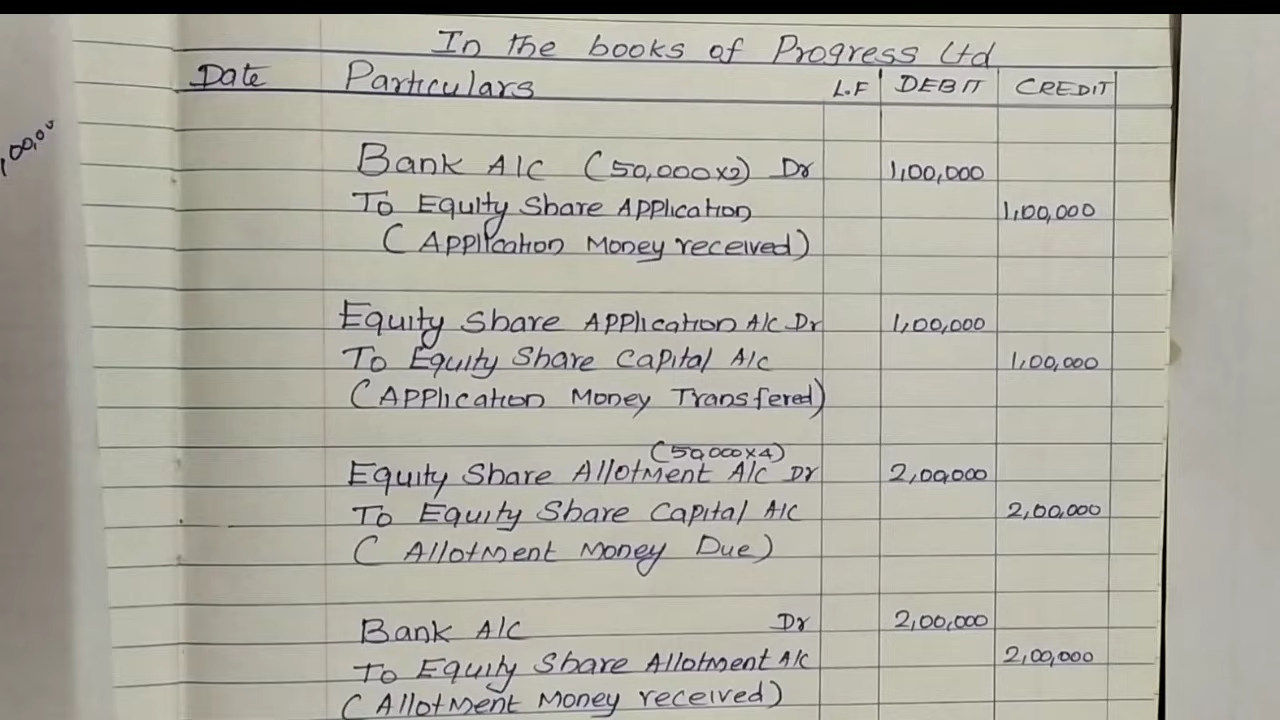 In the books of Progress Ltd
Date Particulars L.F DEBIT CREDIT
Bank A/C (50,000x2) Dr 1,00,000
To Equity Share Application 1,00,000
(Application Money received)
Equity Share Application A/c Dr 1,00,000
To Equity Share Capital A/c 1,00,000
(Application Money Transfered)
(50,000x4)
Equity Share Allotment A/c Dr 2,00,000
To Equity Share Capital A/c 2,00,000
(Allotment Money Due)
Bank A/C Dr 2,00,000
To Equity Share Allotment A/c 2,00,000
(Allotment Money received)